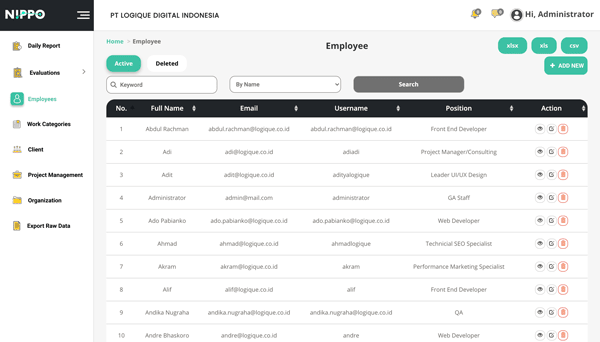 NIPPO
PT LOGIQUE DIGITAL INDONESIA
Hi, Administrator
Daily Report
Evaluations
Employees
Work Categories
Client
Project Management
Organization
Export Raw Data
Home > Employee
Employee
xlsx xls csv
Active Deleted
+ ADD NEW
Keyword By Name Search
No. Full Name Email Username Position Action
1 Abdul Rachman abdul.rachman@logique.co.id abdul.rachman@logique.co.id Front End Developer
2 Adi adi@logique.co.id adiadi Project Manager/Consulting
3 Adit adit@logique.co.id adityalogique Leader UI/UX Design
4 Administrator admin@mail.com administrator GA Staff
5 Ado Pabianko ado.pabianko@logique.co.id ado.pabianko@logique.co.id Web Developer
6 Ahmad ahmad@logique.co.id ahmadlogique Technicial SEO Specialist
7 Akram akram@logique.co.id akram Performance Marketing Specialist
8 Alif alif@logique.co.id alif Front End Developer
9 Andika Nugraha andika.nugraha@logique.co.id andika.nugraha@logique.co.id QA
10 Andre Bhaskoro andre@logique.co.id andre Web Developer